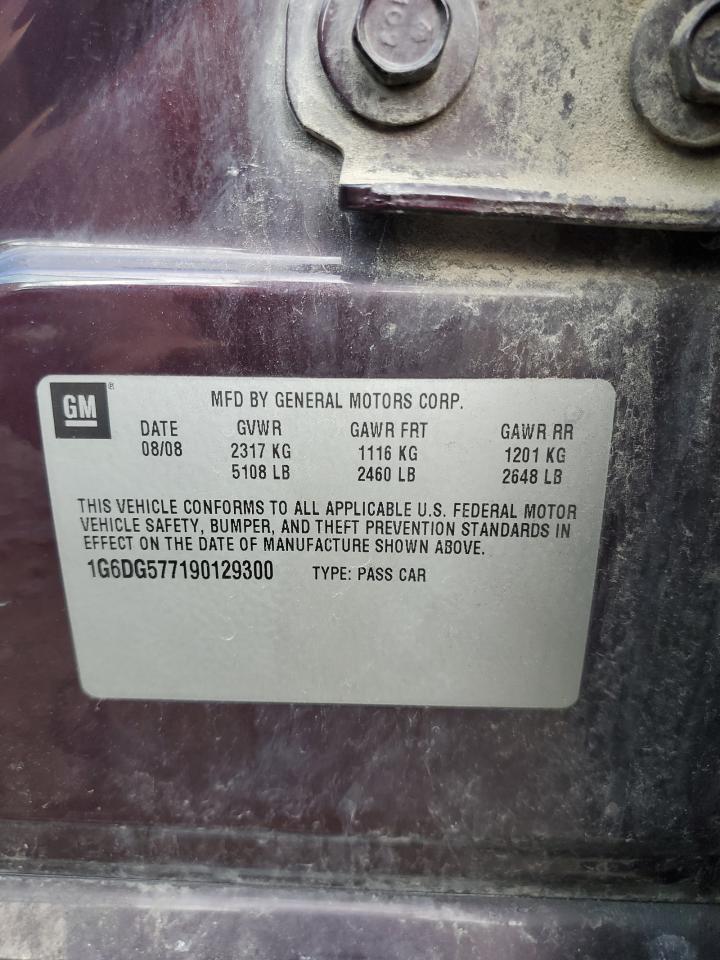 GM®
MFD BY GENERAL MOTORS CORP.
DATE GVWR GAWR FRT GAWR RR
08/08 2317 KG 1116 KG 1201 KG
5108 LB 2460 LB 2648 LB
THIS VEHICLE CONFORMS TO ALL APPLICABLE U.S. FEDERAL MOTOR
VEHICLE SAFETY, BUMPER, AND THEFT PREVENTION STANDARDS IN
EFFECT ON THE DATE OF MANUFACTURE SHOWN ABOVE.
1G6DG577190129300 TYPE: PASS CAR